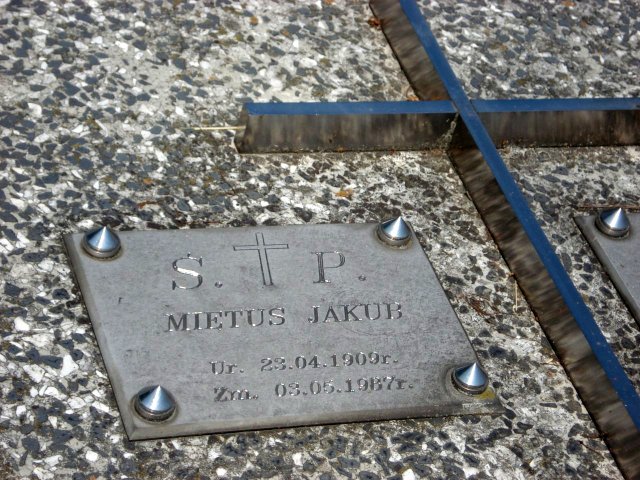 Ś. P.
MIETUS JAKUB
Ur. 23.04.1909r.
Zm. 03.05.1987r.